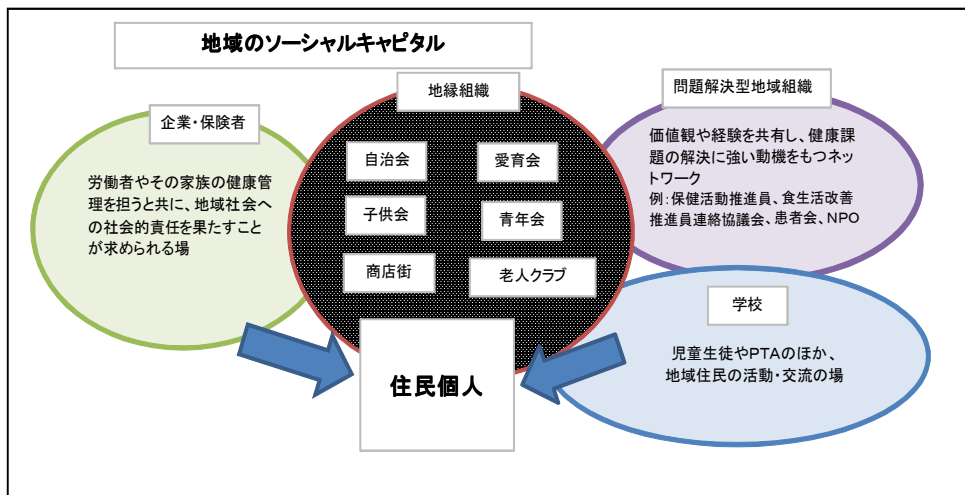 地域のソーシャルキャピタル
地縁組織
問題解決型地域組織
企業・保険者
自治会
愛育会
子供会
青年会
商店街
老人クラブ
労働者やその家族の健康管
理を担うと共に、地域社会へ
の社会的責任を果たすこと
が求められる場
価値観や経験を共有し、健康課
題の解決に強い動機をもつネッ
トワーク
例:保健活動推進員、食生活改善
推進員連絡協議会、患者会、NPO
学校
児童生徒やPTAのほか、
地域住民の活動・交流の場
住民個人